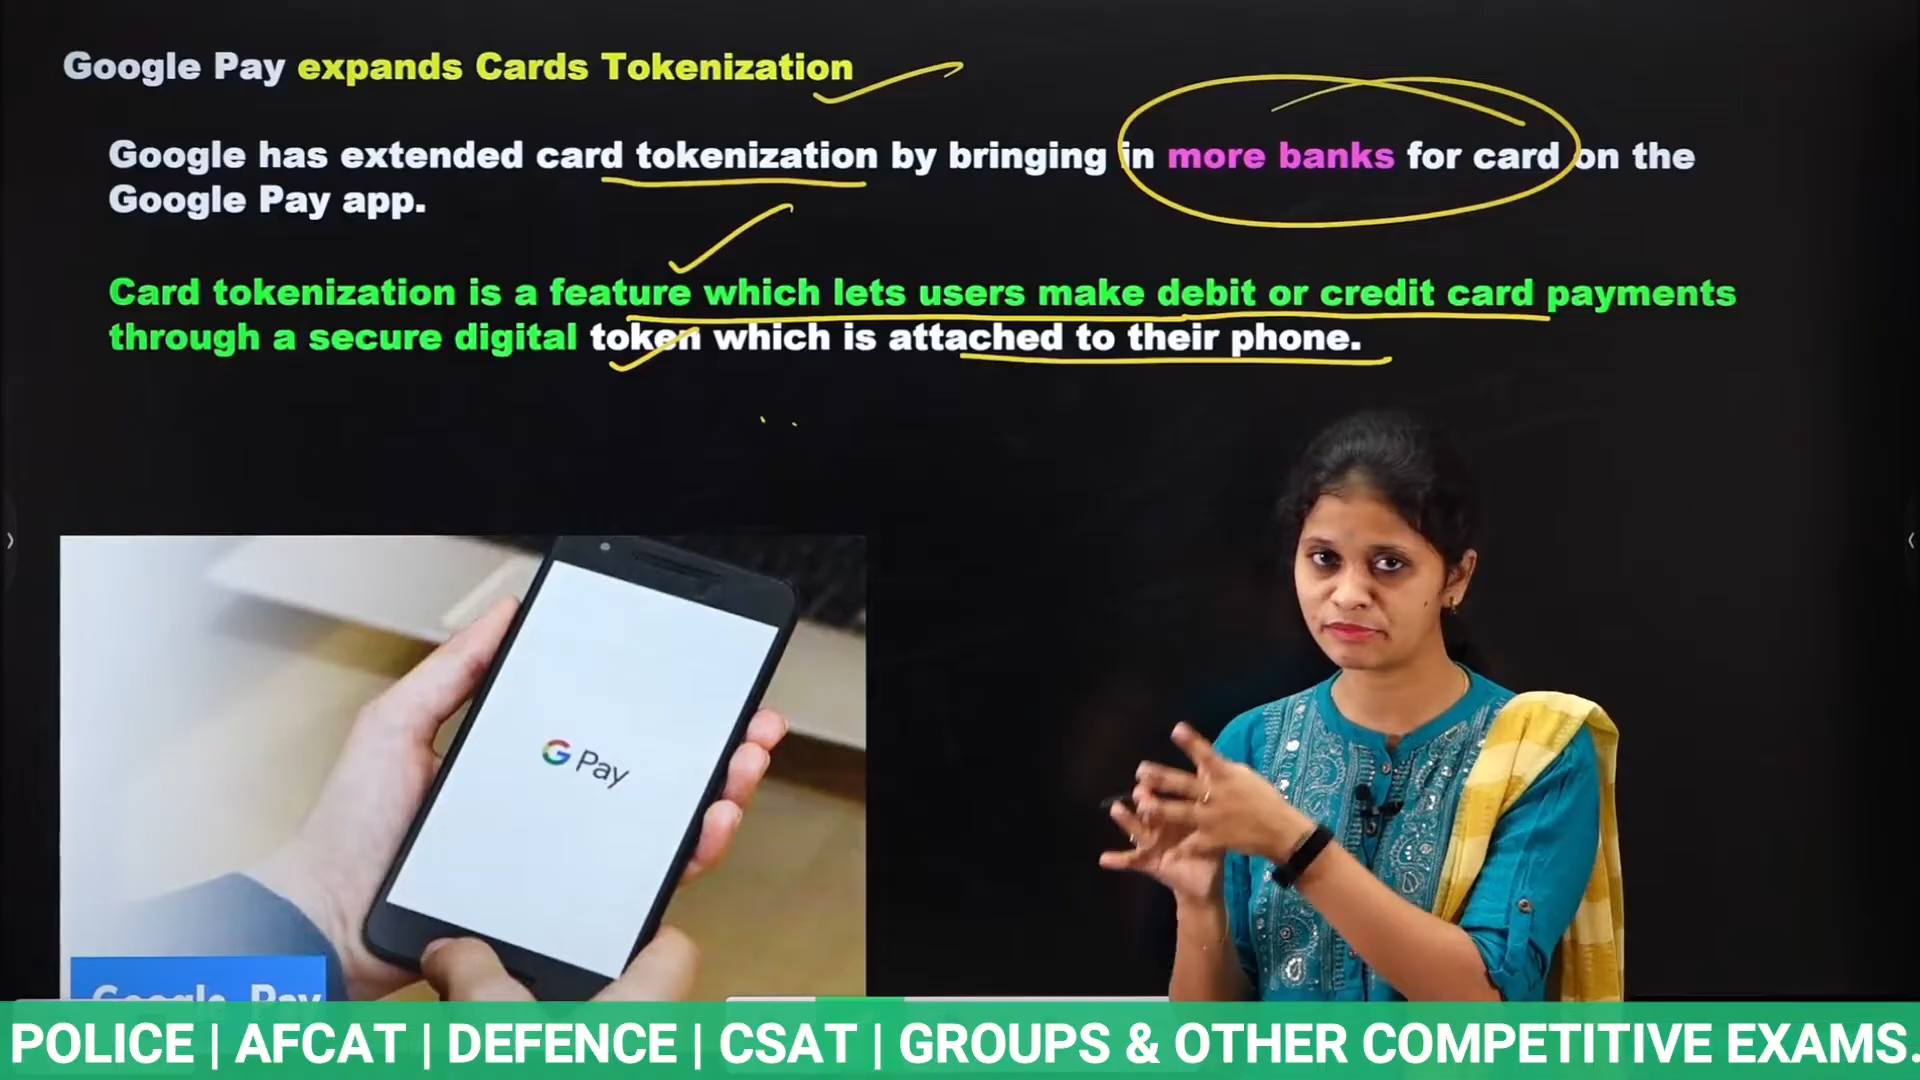 Google Pay expands Cards Tokenization
Google has extended card tokenization by bringing in more banks for card on the
Google Pay app.
Card tokenization is a feature which lets users make debit or credit card payments
through a secure digital token which is attached to their phone.
G Pay
Google Pay
POLICE | AFCAT | DEFENCE | CSAT | GROUPS & OTHER COMPETITIVE EXAMS.